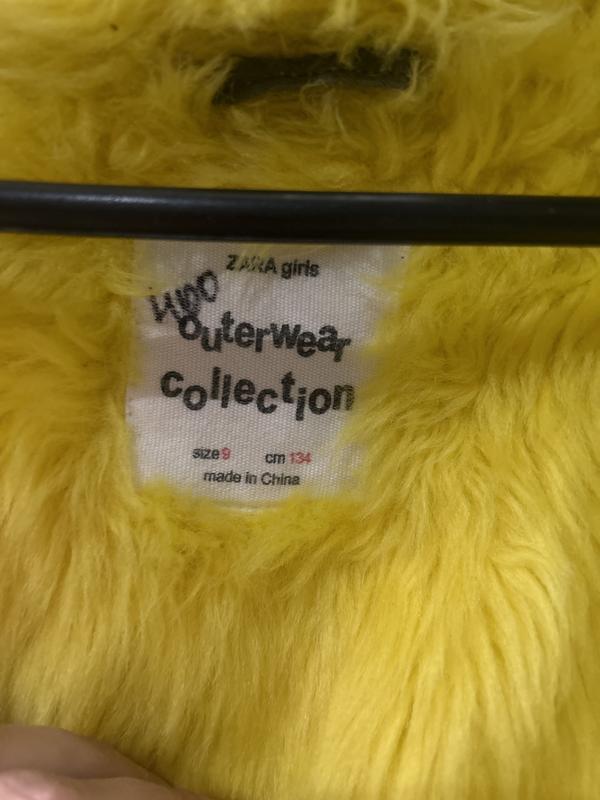 ZARA girls
outerwear
collection
size 9 cm 134
made in China